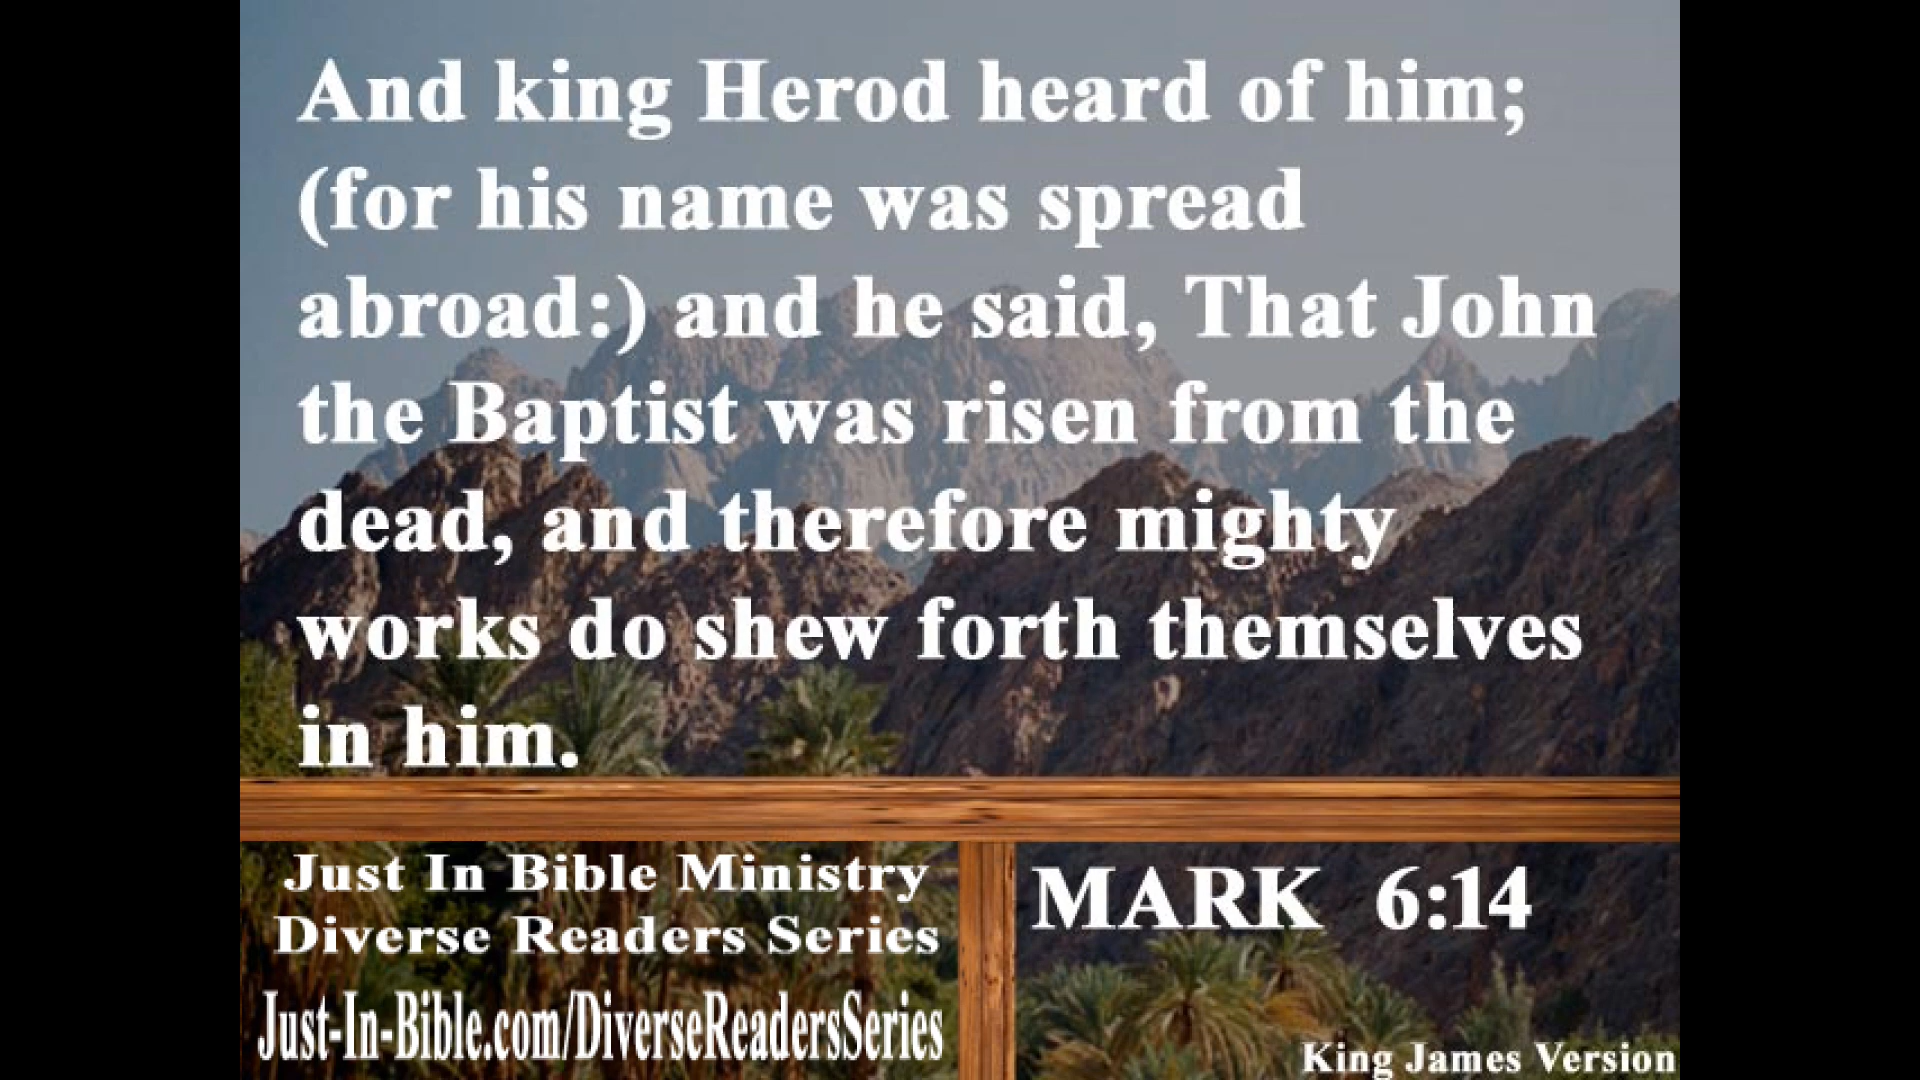 And king Herod heard of him;
(for his name was spread
abroad:) and he said, That John
the Baptist was risen from the
dead, and therefore mighty
works do shew forth themselves
in him.
Just In Bible Ministry
Diverse Readers Series
Just-In-Bible.com/DiverseReadersSeries
MARK 6:14
King James Version